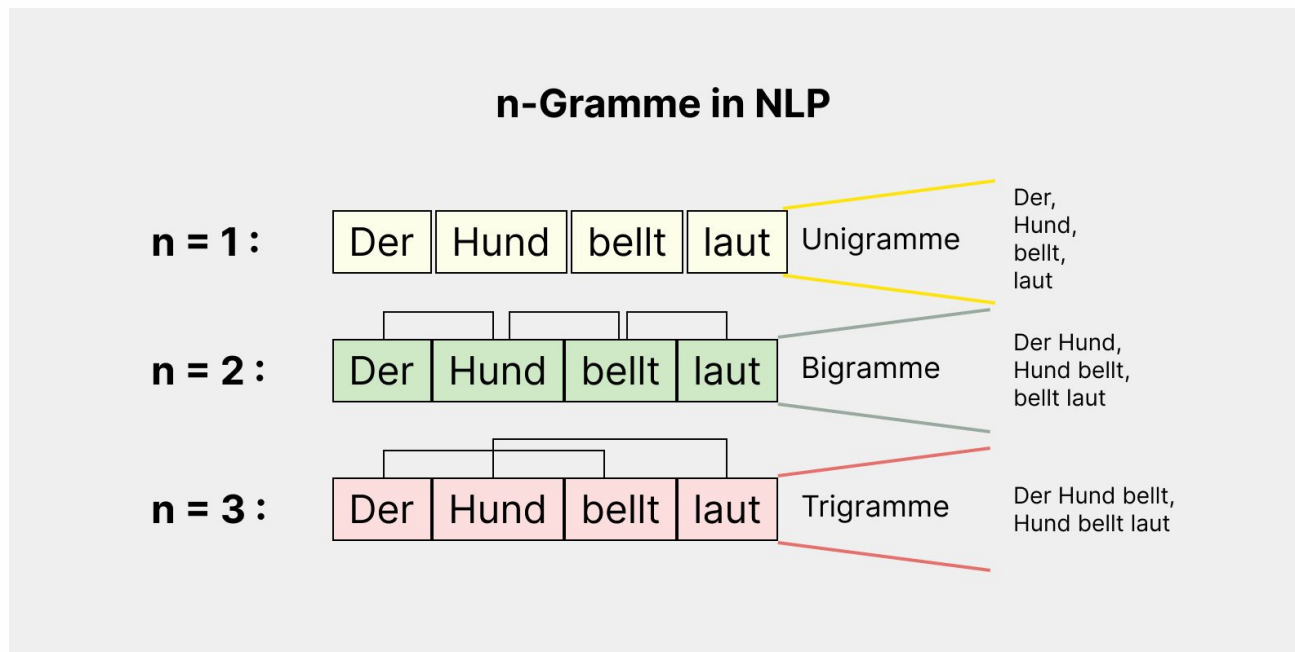 n-Gramme in NLP
n = 1 :
Der Hund bellt laut
Unigramme
Der,
Hund,
bellt,
laut
n = 2 :
Der Hund bellt laut
Bigramme
Der Hund,
Hund bellt,
bellt laut
n = 3 :
Der Hund bellt laut
Trigramme
Der Hund bellt,
Hund bellt laut